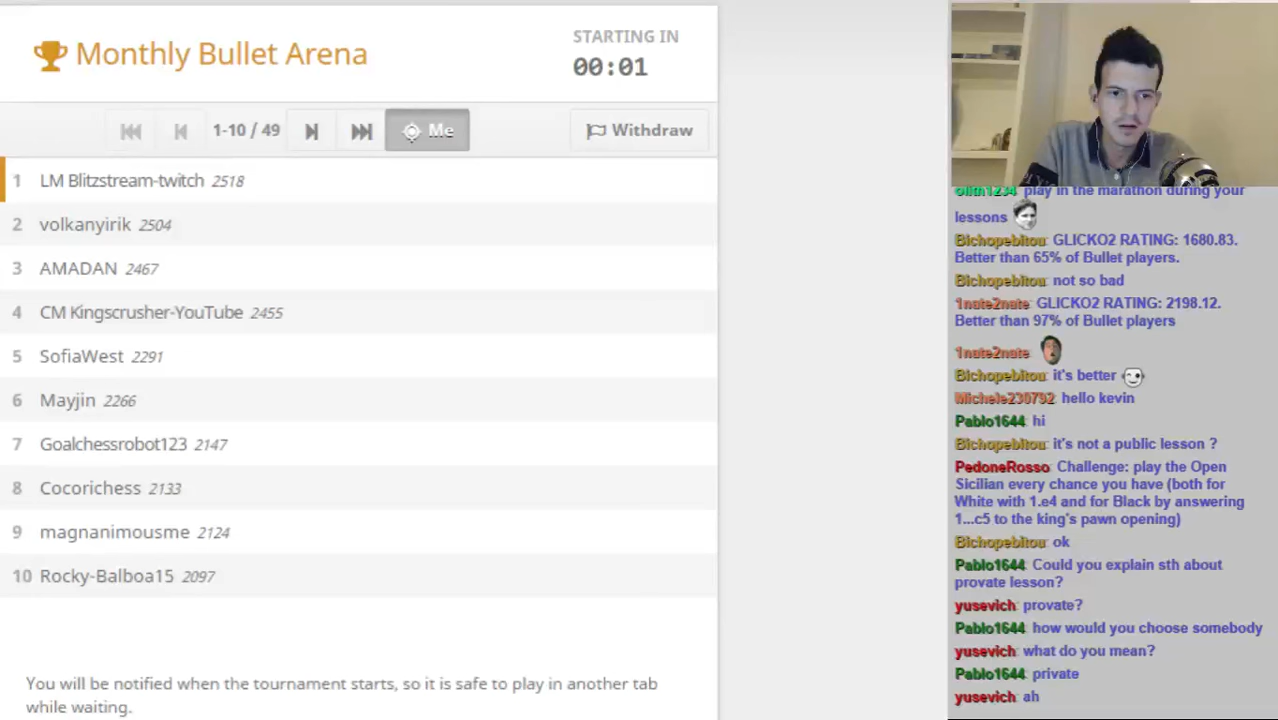 Monthly Bullet Arena
STARTING IN
00:01
1-10 / 49
Me
Withdraw
1 LM Blitzstream-twitch 2518
2 volkanyirik 2504
3 AMADAN 2467
4 CM Kingscrusher-YouTube 2455
5 SofiaWest 2291
6 Mayjin 2266
7 Goalchessrobot123 2147
8 Cocorichess 2133
9 magnanimousme 2124
10 Rocky-Balboa15 2097
You will be notified when the tournament starts, so it is safe to play in another tab
while waiting.
olith1234 play in the marathon during your
lessons
Bichopebitou: GLICKO2 RATING: 1680.83.
Better than 65% of Bullet players.
Bichopebitou: not so bad
1nate2nate: GLICKO2 RATING: 2198.12.
Better than 97% of Bullet players
1nate2nate:
Bichopebitou: it's better
Michele230792: hello kevin
Pablo1644: hi
Bichopebitou: it's not a public lesson ?
PedoneRosso: Challenge: play the Open
Sicilian every chance you have (both for
White with 1.e4 and for Black by answering
1...c5 to the king's pawn opening)
Bichopebitou: ok
Pablo1644: Could you explain sth about
provate lesson?
yusevich: provate?
Pablo1644: how would you choose somebody
yusevich: what do you mean?
Pablo1644: private
yusevich: ah